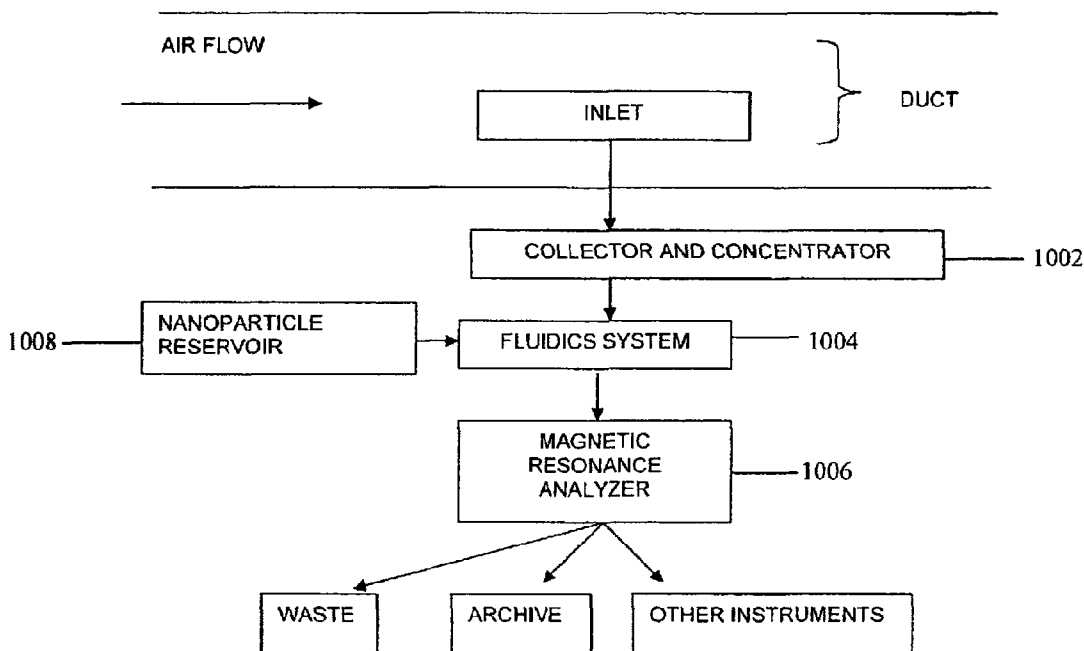 AIR FLOW
INLET
DUCT
COLLECTOR AND CONCENTRATOR
1002
NANOPARTICLE
RESERVOIR
1008
FLUIDICS SYSTEM
1004
MAGNETIC
RESONANCE
ANALYZER
1006
WASTE
ARCHIVE
OTHER INSTRUMENTS